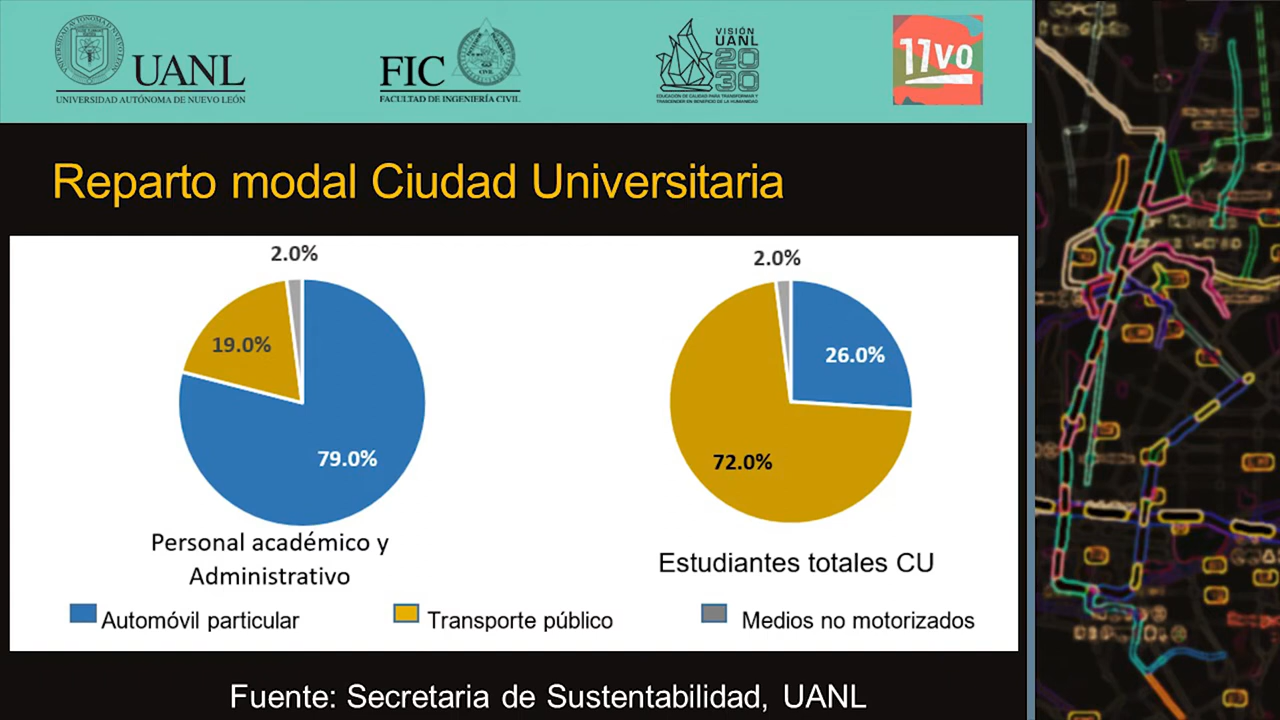 UANL
UNIVERSIDAD AUTÓNOMA DE NUEVO LEÓN
FIC
CIVIL
FACULTAD DE INGENIERÍA CIVIL
VISIÓN
UANL
20
30
EDUCACIÓN DE CALIDAD PARA TRANSFORMAR Y
TRASCENDER EN BENEFICIO DE LA HUMANIDAD
11vo
Reparto modal Ciudad Universitaria
2.0%
19.0%
79.0%
Personal académico y
Administrativo
2.0%
26.0%
72.0%
Estudiantes totales CU
Automóvil particular
Transporte público
Medios no motorizados
Fuente: Secretaria de Sustentabilidad, UANL